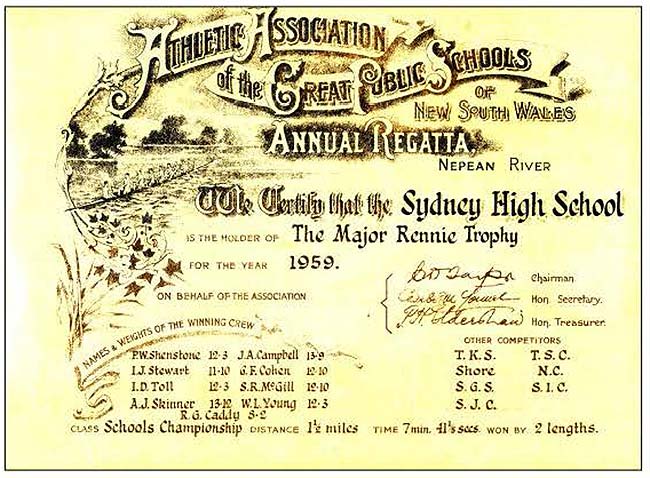 ATHLETIC ASSOCIATION
of the GREAT PUBLIC SCHOOLS
OF
NEW SOUTH WALES
ANNUAL REGATTA,
NEPEAN RIVER
We Certify that the Sydney High School
IS THE HOLDER OF The Major Rennie Trophy
FOR THE YEAR 1959.
ON BEHALF OF THE ASSOCIATION
Chairman
Hon. Secretary.
Hon. Treasurer.
NAMES & WEIGHTS OF THE WINNING CREW
P.W. Shenstone 12·3 J.A. Campbell 13·9
I.J. Stewart 11·10 G.F. Cohen 12·10
I.D. Toll 12·3 S.R. McGill 12·10
A.J. Skinner 13·12 W.L. Young 12·3
R.G. Caddy 8·2
OTHER COMPETITORS
T.K.S. T.S.C.
Shore N.C.
S.G.S. S.I.C.
S.J.C.
CLASS Schools Championship DISTANCE 1½ miles TIME 7 min. secs. WON BY 2 lengths.